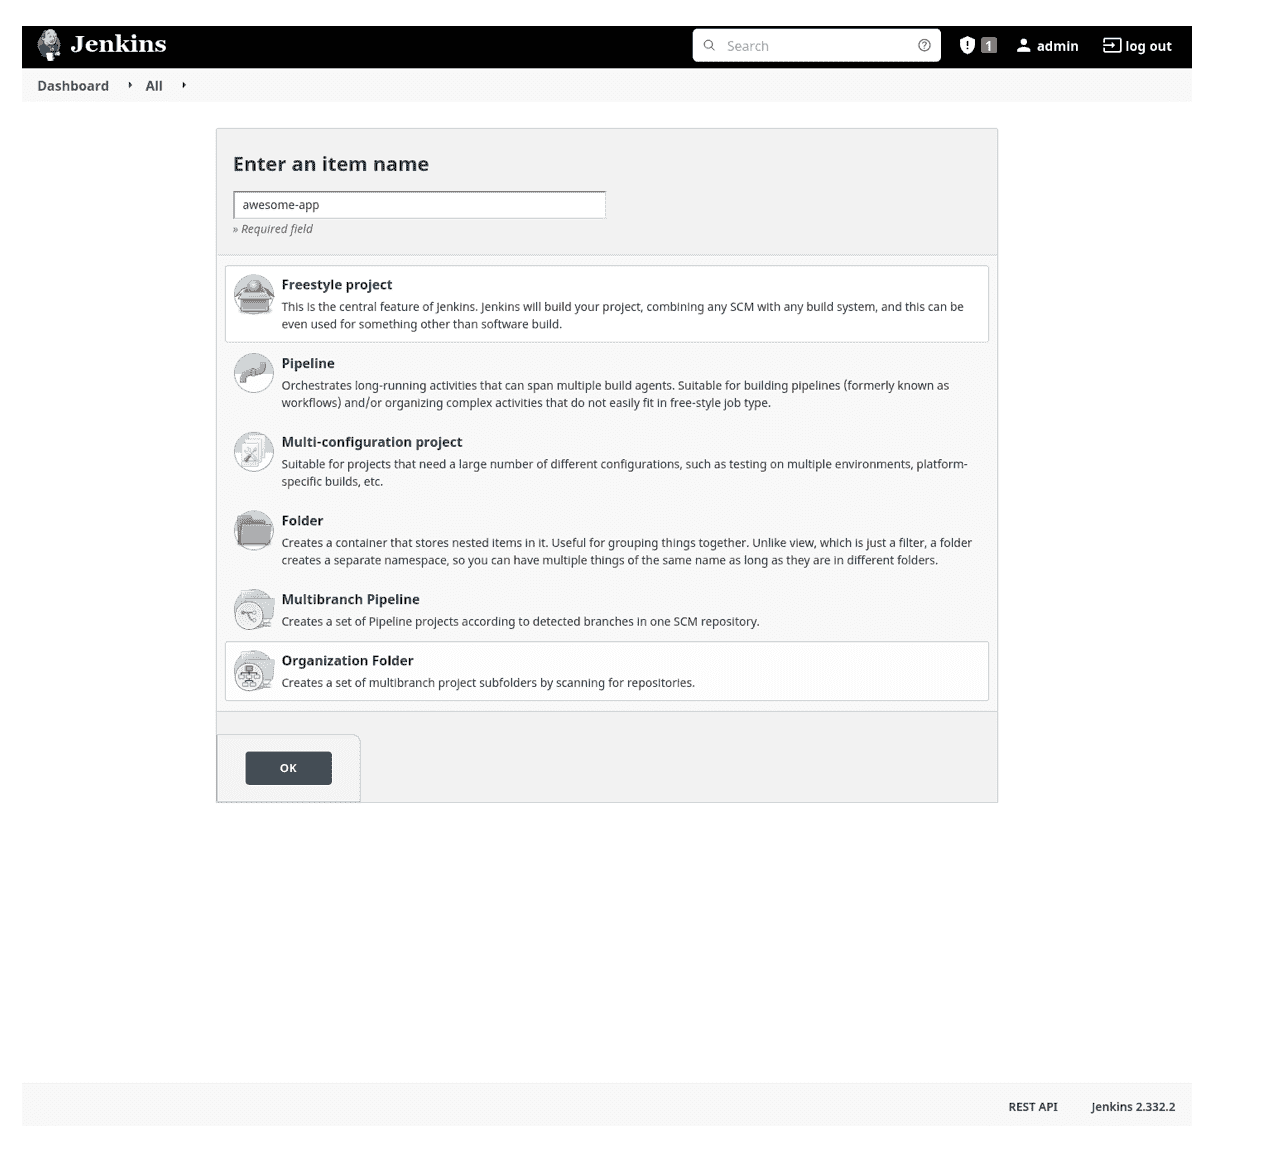 Jenkins
Search
1
admin
log out
Dashboard
All
Enter an item name
awesome-app
» Required field
Freestyle project
This is the central feature of Jenkins. Jenkins will build your project, combining any SCM with any build system, and this can be
even used for something other than software build.
Pipeline
Orchestrates long-running activities that can span multiple build agents. Suitable for building pipelines (formerly known as
workflows) and/or organizing complex activities that do not easily fit in free-style job type.
Multi-configuration project
Suitable for projects that need a large number of different configurations, such as testing on multiple environments, platform-
specific builds, etc.
Folder
Creates a container that stores nested items in it. Useful for grouping things together. Unlike view, which is just a filter, a folder
creates a separate namespace, so you can have multiple things of the same name as long as they are in different folders.
Multibranch Pipeline
Creates a set of Pipeline projects according to detected branches in one SCM repository.
Organization Folder
Creates a set of multibranch project subfolders by scanning for repositories.
OK
REST API
Jenkins 2.332.2